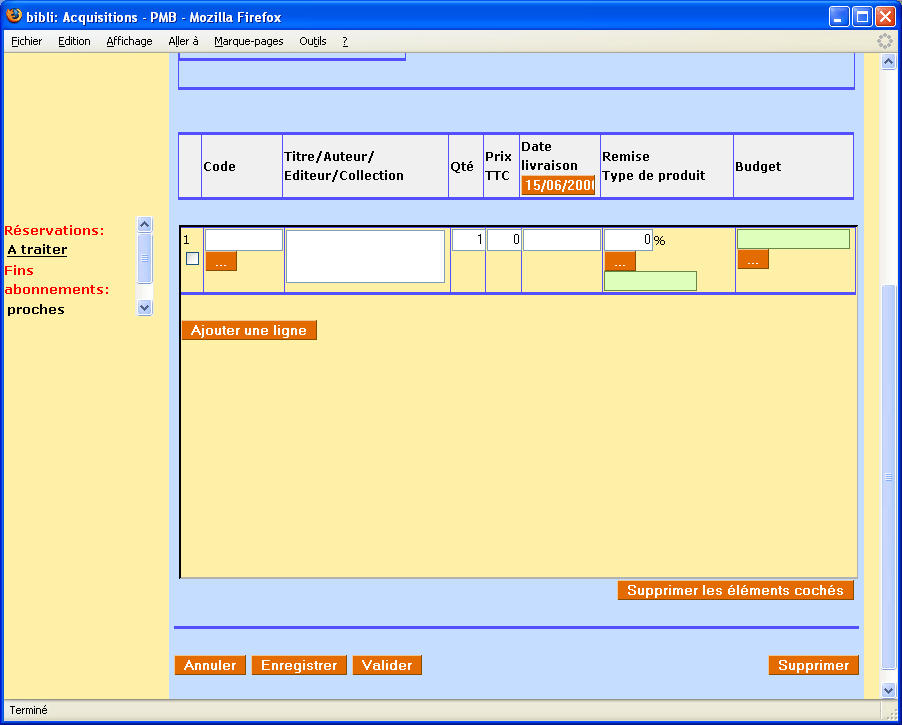 bibli: Acquisitions - PMB - Mozilla Firefox
Fichier Edition Affichage Aller à Marque-pages Outils ?
Code
Titre/Auteur/
Editeur/Collection
Qté
Prix
TTC
Date
livraison
15/06/200
Remise
Type de produit
Budget
Réservations:
A traiter
Fins
abonnements:
proches
1
...
1
0
0 %
...
...
Ajouter une ligne
Supprimer les éléments cochés
Annuler Enregistrer Valider Supprimer
Terminé